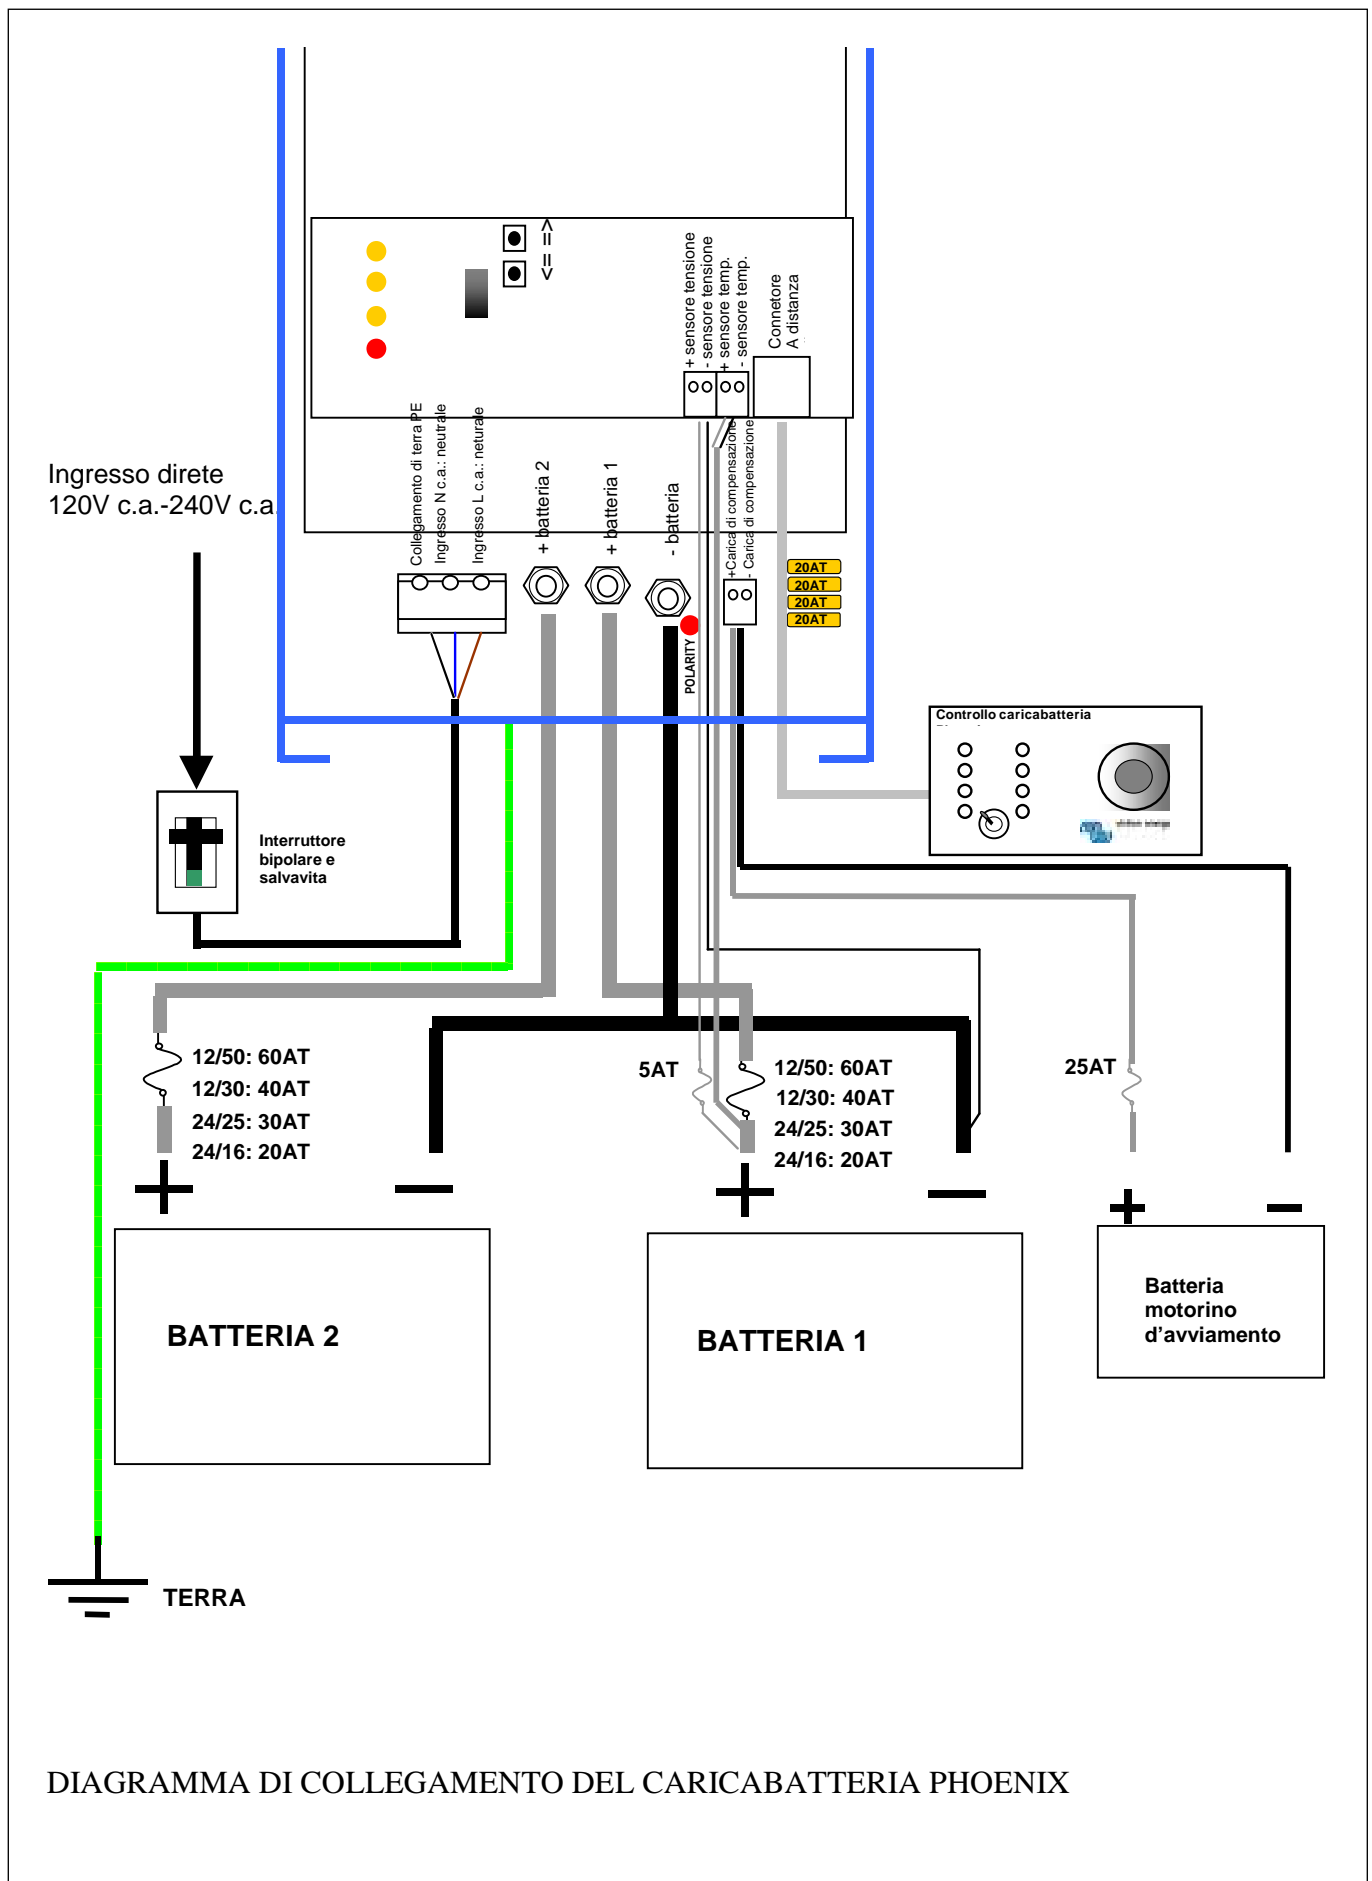 <= =>
+ sensore tensione
- sensore tensione
+ sensore temp.
- sensore temp.
Connetore
A distanza
Collegamento di terra PE
Ingresso N c.a.: neutrale
Ingresso L c.a.: neturale
+ batteria 2
+ batteria 1
- batteria
+Carica di compensazione
- Carica di compensazione
Ingresso direte
120V c.a.-240V c.a.
20AT
20AT
20AT
20AT
POLARITY
Controllo caricabatteria
Interruttore
bipolare e
salvavita
12/50: 60AT
12/30: 40AT
24/25: 30AT
24/16: 20AT
5AT
12/50: 60AT
12/30: 40AT
24/25: 30AT
24/16: 20AT
25AT
BATTERIA 2
BATTERIA 1
Batteria
motorino
d'avviamento
TERRA
DIAGRAMMA DI COLLEGAMENTO DEL CARICABATTERIA PHOENIX